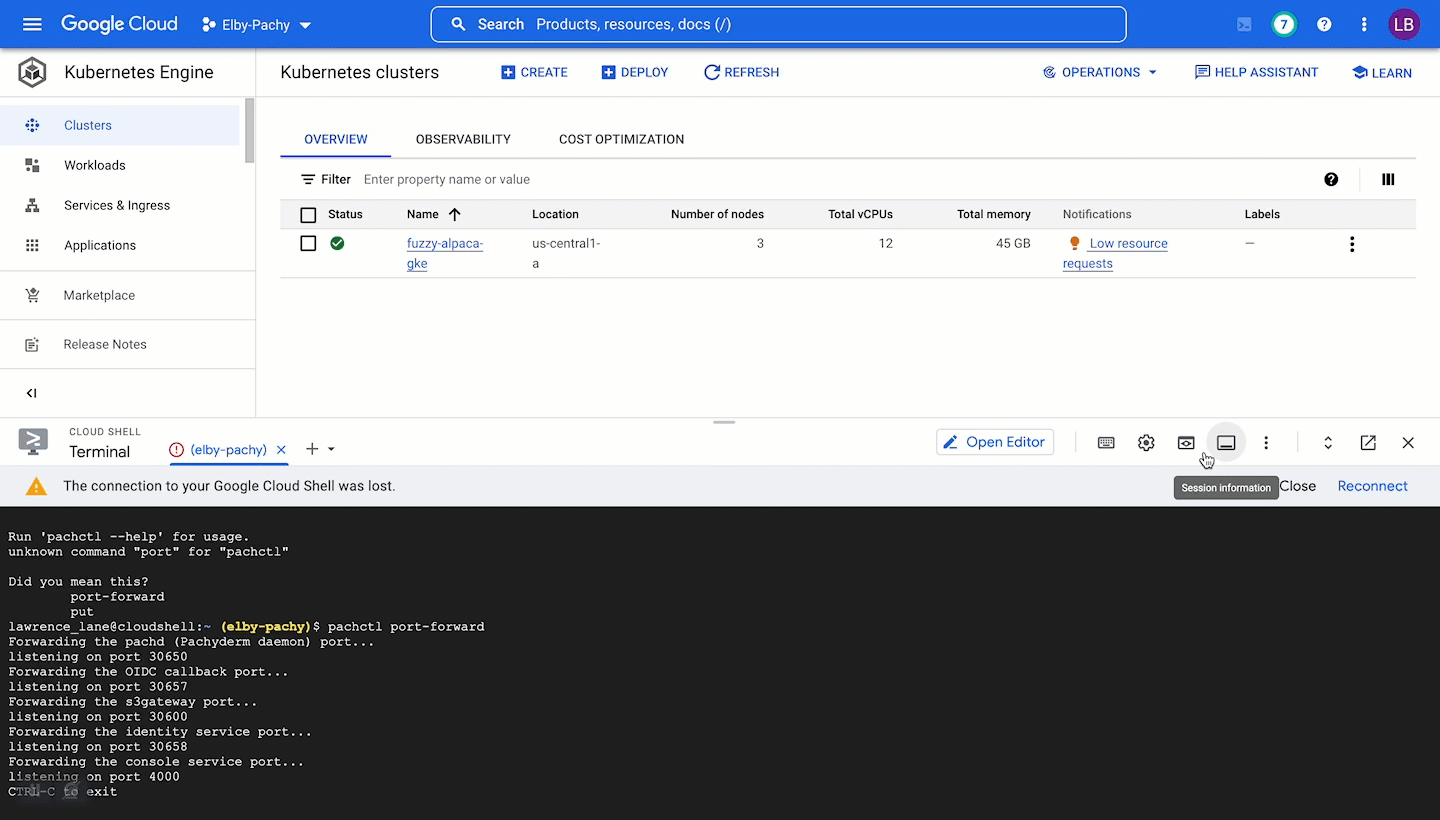 Google Cloud
Elby-Pachy
Search Products, resources, docs (/)
7
LB
Kubernetes Engine
Kubernetes clusters
CREATE
DEPLOY
REFRESH
OPERATIONS
HELP ASSISTANT
LEARN
Clusters
Workloads
Services & Ingress
Applications
Marketplace
Release Notes
OVERVIEW
OBSERVABILITY
COST OPTIMIZATION
Filter Enter property name or value
Status Name Location Number of nodes Total vCPUs Total memory Notifications Labels
fuzzy-alpaca- us-central1- 3 12 45 GB Low resource —
gke a requests
CLOUD SHELL
Terminal
(elby-pachy)
Open Editor
The connection to your Google Cloud Shell was lost.
Session information
Close
Reconnect
Run 'pachctl --help' for usage.
unknown command "port" for "pachctl"
Did you mean this?
port-forward
put
lawrence_lane@cloudshell:~ (elby-pachy)$ pachctl port-forward
Forwarding the pachd (Pachyderm daemon) port...
listening on port 30650
Forwarding the OIDC callback port...
listening on port 30657
Forwarding the s3gateway port...
listening on port 30600
Forwarding the identity service port...
listening on port 30658
Forwarding the console service port...
listening on port 4000
CTRL-C to exit